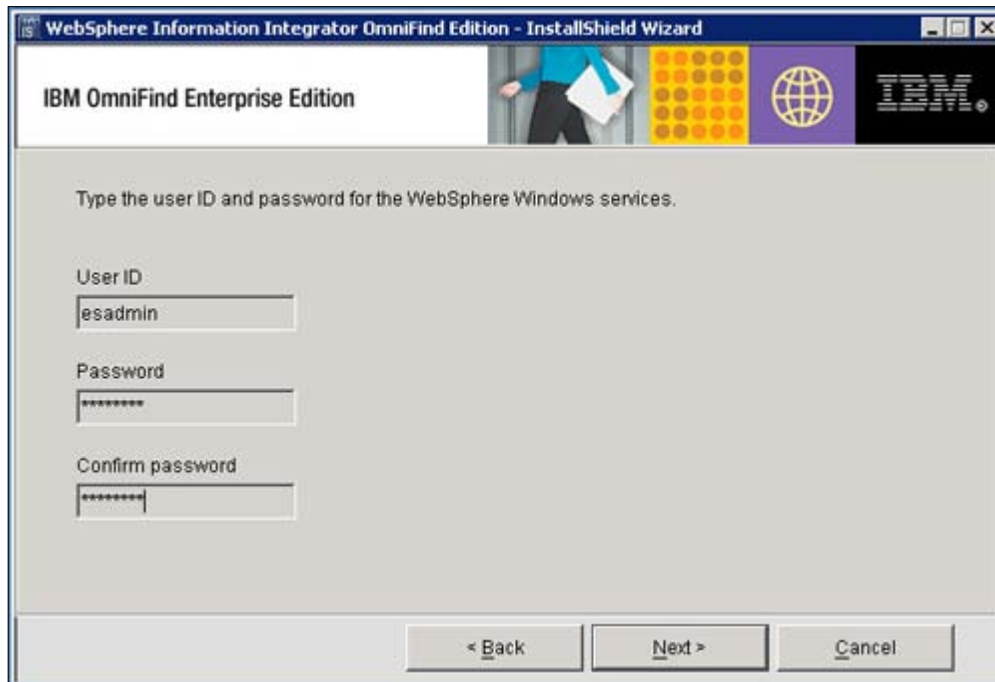 WebSphere Information Integrator OmniFind Edition - InstallShield Wizard
IBM OmniFind Enterprise Edition
IBM®
Type the user ID and password for the WebSphere Windows services.
User ID
esadmin
Password
********
Confirm password
********
< Back
Next >
Cancel